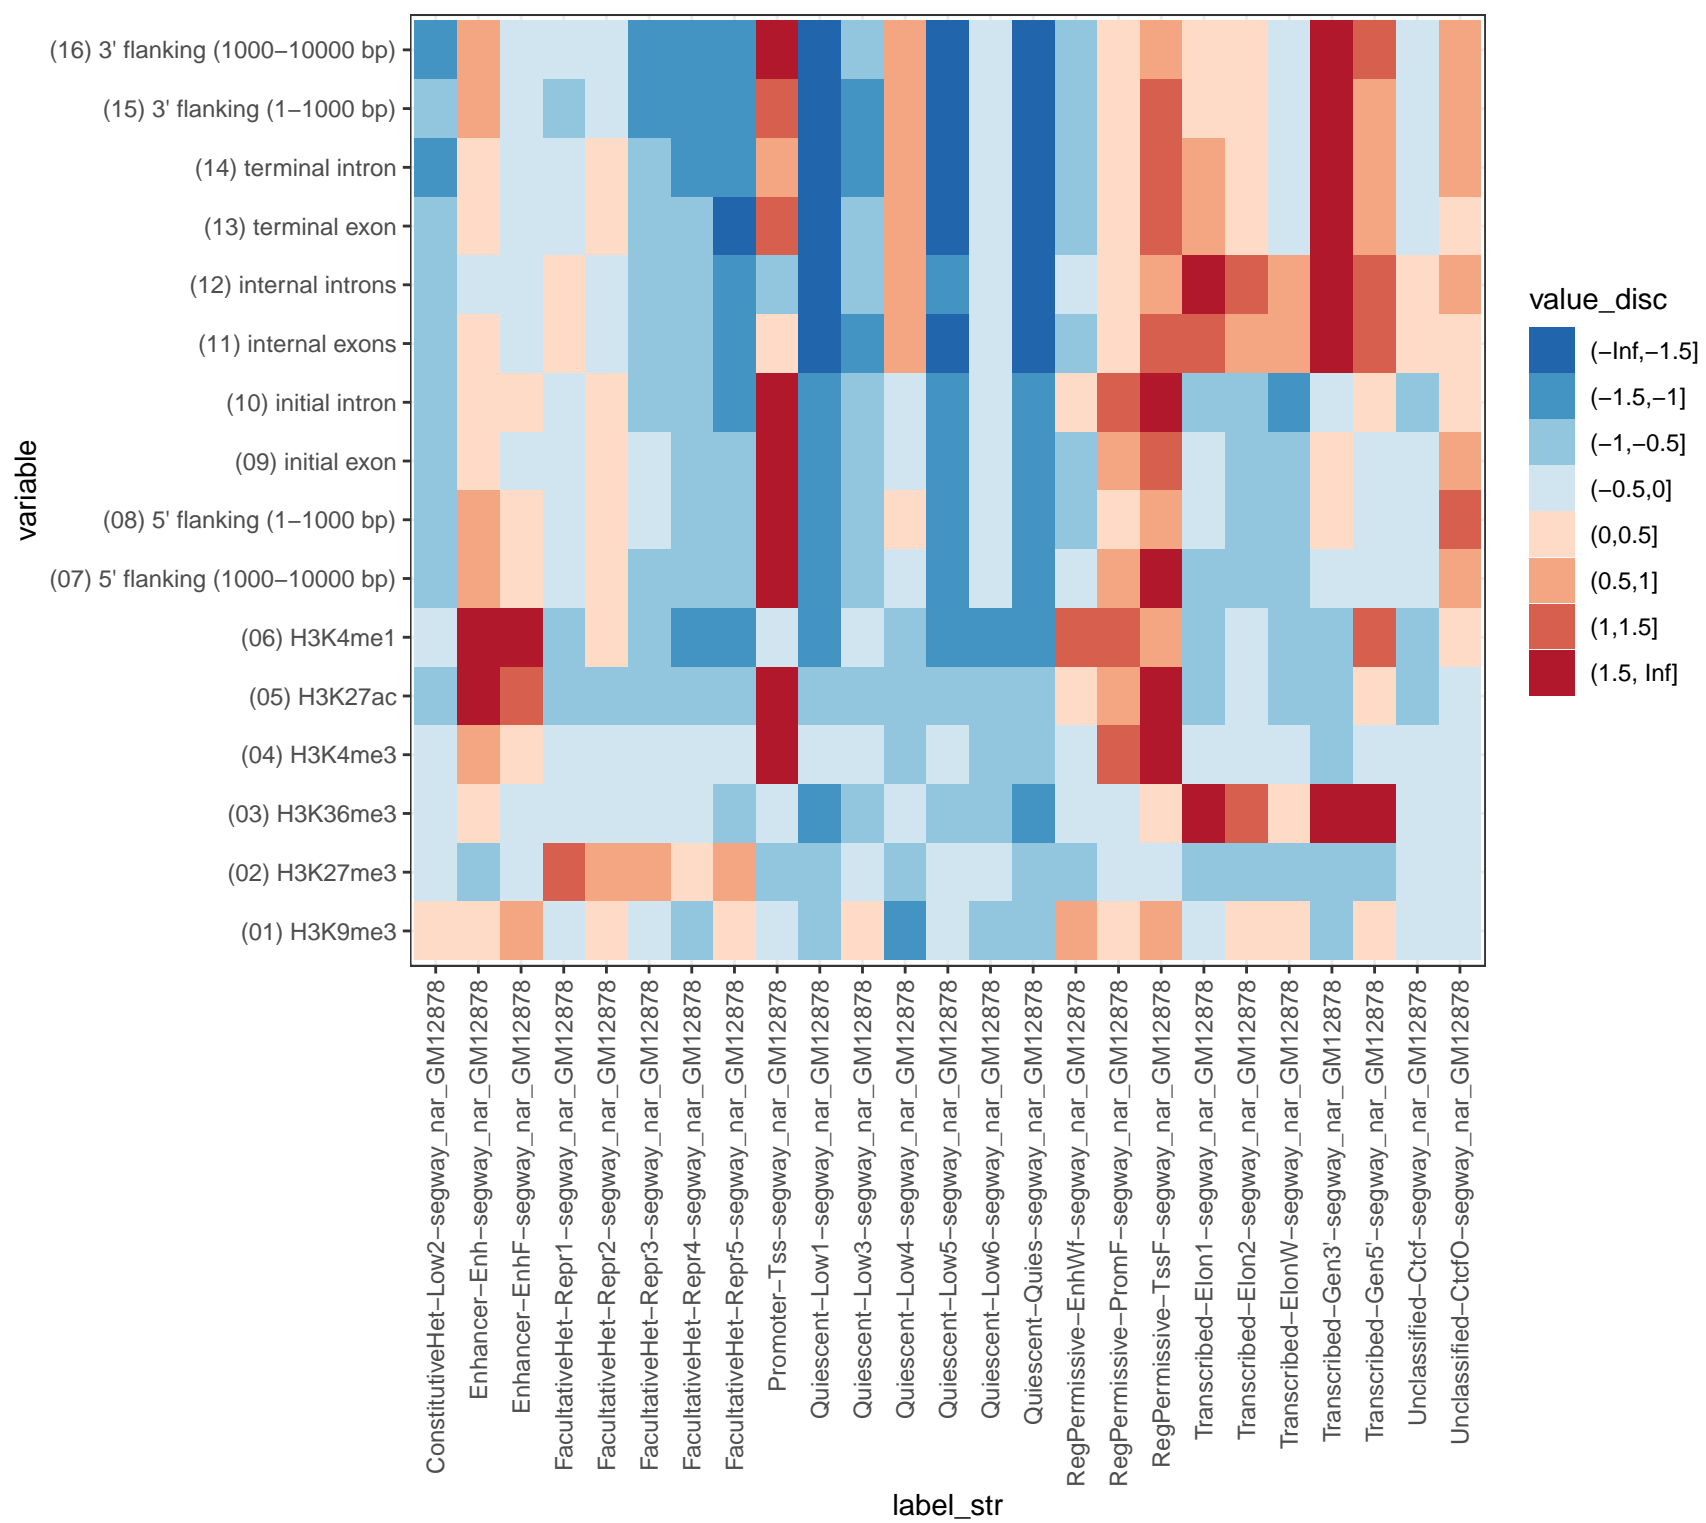 (16) 3' flanking (1000−10000 bp)
(15) 3' flanking (1−1000 bp)
(14) terminal intron
(13) terminal exon
(12) internal introns
(11) internal exons
(10) initial intron
(09) initial exon
(08) 5' flanking (1−1000 bp)
(07) 5' flanking (1000−10000 bp)
(06) H3K4me1
(05) H3K27ac
(04) H3K4me3
(03) H3K36me3
(02) H3K27me3
(01) H3K9me3
variable
ConstitutiveHet−Low2−segway_nar_GM12878
Enhancer−Enh−segway_nar_GM12878
Enhancer−EnhF−segway_nar_GM12878
FacultativeHet−Repr1−segway_nar_GM12878
FacultativeHet−Repr2−segway_nar_GM12878
FacultativeHet−Repr3−segway_nar_GM12878
FacultativeHet−Repr4−segway_nar_GM12878
FacultativeHet−Repr5−segway_nar_GM12878
Promoter−Tss−segway_nar_GM12878
Quiescent−Low1−segway_nar_GM12878
Quiescent−Low3−segway_nar_GM12878
Quiescent−Low4−segway_nar_GM12878
Quiescent−Low5−segway_nar_GM12878
Quiescent−Low6−segway_nar_GM12878
Quiescent−Quies−segway_nar_GM12878
RegPermissive−EnhWf−segway_nar_GM12878
RegPermissive−PromF−segway_nar_GM12878
RegPermissive−TssF−segway_nar_GM12878
Transcribed−Elon1−segway_nar_GM12878
Transcribed−Elon2−segway_nar_GM12878
Transcribed−ElonW−segway_nar_GM12878
Transcribed−Gen3'−segway_nar_GM12878
Transcribed−Gen5'−segway_nar_GM12878
Unclassified−Ctcf−segway_nar_GM12878
Unclassified−CtcfO−segway_nar_GM12878
label_str
value_disc
(−Inf,−1.5]
(−1.5,−1]
(−1,−0.5]
(−0.5,0]
(0,0.5]
(0.5,1]
(1,1.5]
(1.5, Inf]